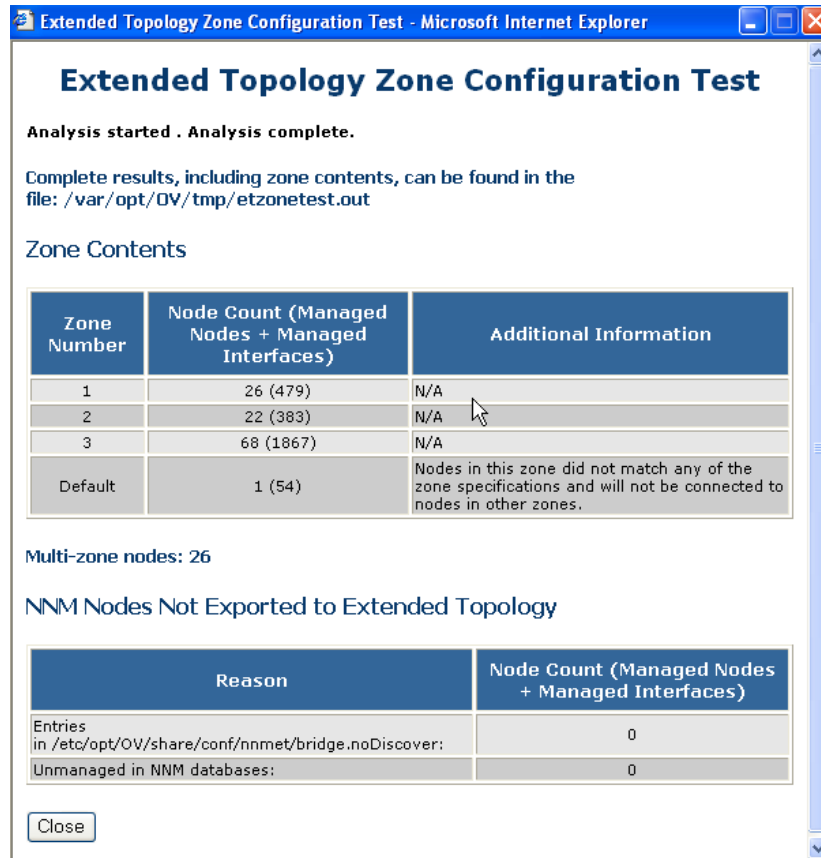 Extended Topology Zone Configuration Test - Microsoft Internet Explorer
Extended Topology Zone Configuration Test
Analysis started . Analysis complete.
Complete results, including zone contents, can be found in the
file: /var/opt/OV/tmp/etzonetest.out
Zone Contents
Zone
Number
Node Count (Managed
Nodes + Managed
Interfaces)
Additional Information
1
26 (479)
N/A
2
22 (383)
N/A
3
68 (1867)
N/A
Default
1 (54)
Nodes in this zone did not match any of the
zone specifications and will not be connected to
nodes in other zones.
Multi-zone nodes: 26
NNM Nodes Not Exported to Extended Topology
Reason
Node Count (Managed Nodes
+ Managed Interfaces)
Entries
in /etc/opt/OV/share/conf/nnmet/bridge.noDiscover:
0
Unmanaged in NNM databases:
0
Close